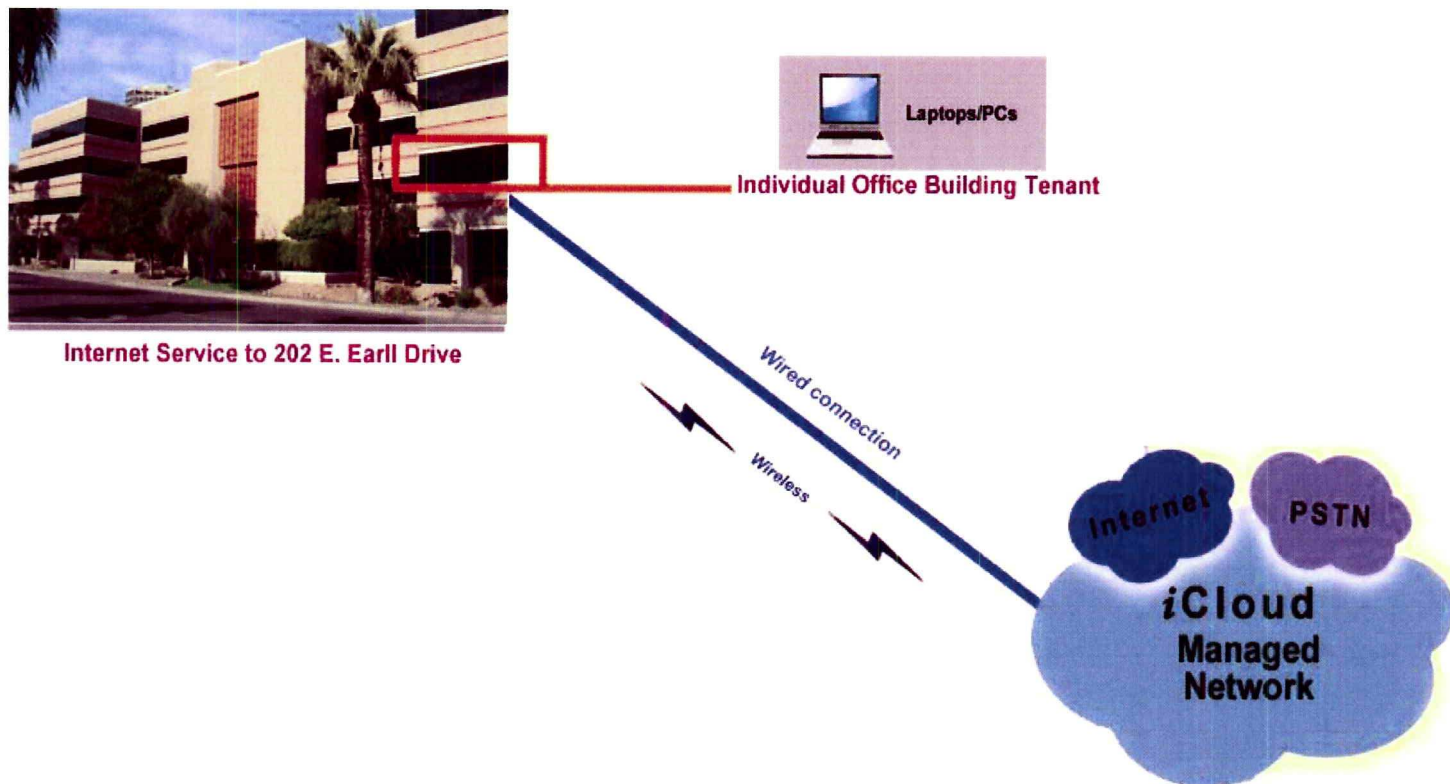 Laptops/PCs
Individual Office Building Tenant
Internet Service to 202 E. Earll Drive
Wired connection
Wireless
Internet
PSTN
iCloud
Managed
Network